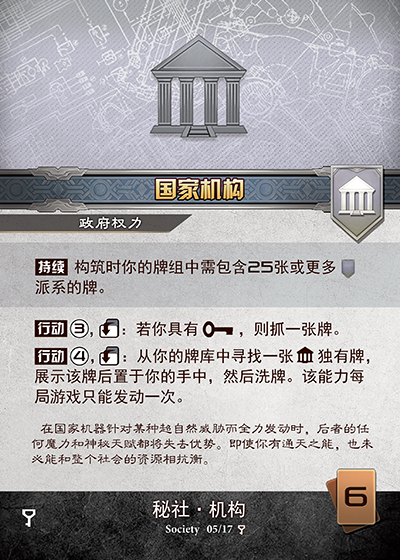 国家机构
政府权力
持续 构筑时你的牌组中需包含25张或更多
派系的牌。
行动 ③, : 若你具有 , 则抓一张牌。
行动 ④, : 从你的牌库中寻找一张 独有牌,
展示该牌后置于你的手中，然后洗牌。该能力每
局游戏只能发动一次。
在国家机器针对某种超自然威胁而全力发动时，后者的任
何魔力和神秘天赋都将失去优势。即使你有通天之能，也未
必能和整个社会的资源相抗衡。
6
秘社·机构
Society 05/17